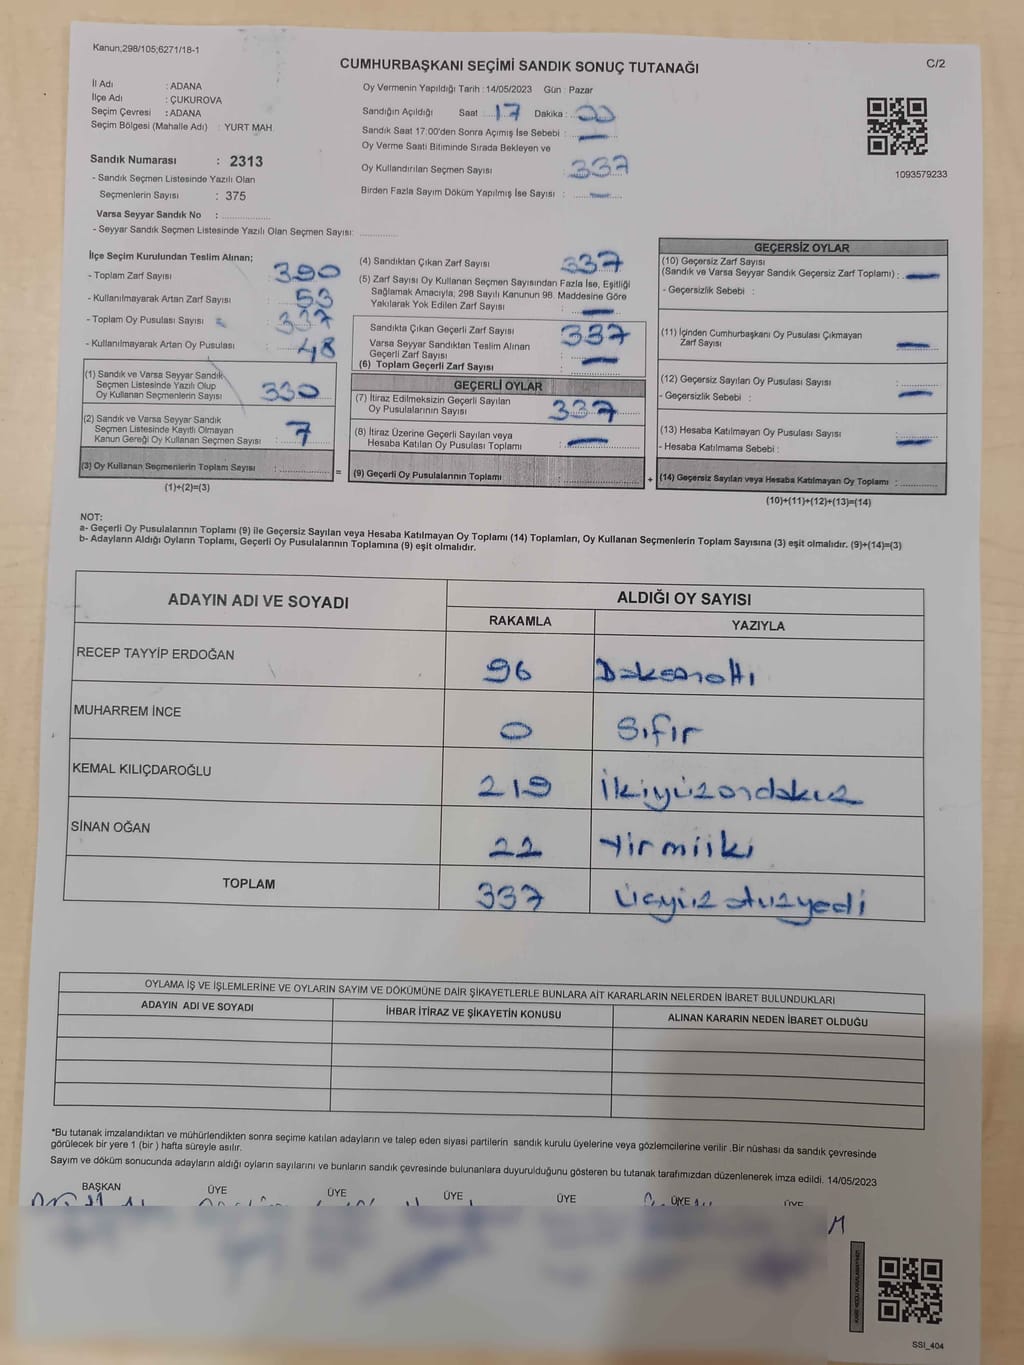 Kanun;298/105;6271/18-1
CUMHURBAŞKANI SEÇİMİ SANDIK SONUÇ TUTANAĞI
C/2
İl Adı : ADANA
İlçe Adı : ÇUKUROVA
Seçim Çevresi : ADANA
Seçim Bölgesi (Mahalle Adı) : YURT MAH.
Sandık Numarası : 2313
- Sandık Seçmen Listesinde Yazılı Olan
Seçmenlerin Sayısı : 375
Varsa Seyyar Sandık No : ..............
- Seyyar Sandık Seçmen Listesinde Yazılı Olan Seçmen Sayısı: ............
Oy Vermenin Yapıldığı Tarih : 14/05/2023 Gün : Pazar
Sandığın Açıldığı Saat : 17 Dakika : 00
Sandık Saat 17.00'den Sonra Açımış İse Sebebi : —
Oy Verme Saati Bitiminde Sırada Bekleyen ve
Oy Kullandırılan Seçmen Sayısı : 337
Birden Fazla Sayım Döküm Yapılmış İse Sayısı : —
1093579233
İlçe Seçim Kurulundan Teslim Alınan;
- Toplam Zarf Sayısı : 390
- Kullanılmayarak Artan Zarf Sayısı : 53
- Toplam Oy Pusulası Sayısı : 337
- Kullanılmayarak Artan Oy Pusulası : 48
(1) Sandık ve Varsa Seyyar Sandık
Seçmen Listesinde Yazılı Olup
Oy Kullanan Seçmenlerin Sayısı : 330
(2) Sandık ve Varsa Seyyar Sandık
Seçmen Listesinde Kayıtlı Olmayan
Kanun Gereği Oy Kullanan Seçmen Sayısı : 7
(3) Oy Kullanan Seçmenlerin Toplam Sayısı : ..............
(1)+(2)=(3)
(4) Sandıktan Çıkan Zarf Sayısı : 337
(5) Zarf Sayısı Oy Kullanan Seçmen Sayısından Fazla İse, Eşitliği
Sağlamak Amacıyla, 298 Sayılı Kanunun 98. Maddesine Göre
Yakılarak Yok Edilen Zarf Sayısı : —
Sandıkta Çıkan Geçerli Zarf Sayısı : 337
Varsa Seyyar Sandıktan Teslim Alınan
Geçerli Zarf Sayısı : —
(6) Toplam Geçerli Zarf Sayısı : ..............
GEÇERLİ OYLAR
(7) İtiraz Edilmeksizin Geçerli Sayılan
Oy Pusulalarının Sayısı : 337
(8) İtiraz Üzerine Geçerli Sayılan veya
Hesaba Katılan Oy Pusulaları Toplamı : —
= (9) Geçerli Oy Pusulalarının Toplamı : ..............
GEÇERSİZ OYLAR
(10) Geçersiz Zarf Sayısı
(Sandık ve Varsa Seyyar Sandık Geçersiz Zarf Toplamı) : —
- Geçersizlik Sebebi :
(11) İçinden Cumhurbaşkanı Oy Pusulası Çıkmayan
Zarf Sayısı : —
(12) Geçersiz Sayılan Oy Pusulası Sayısı : —
- Geçersizlik Sebebi :
(13) Hesaba Katılmayan Oy Pusulası Sayısı : —
- Hesaba Katılmama Sebebi :
+ (14) Geçersiz Sayılan veya Hesaba Katılmayan Oy Toplamı : ............
(10)+(11)+(12)+(13)=(14)
NOT:
a- Geçerli Oy Pusulalarının Toplamı (9) ile Geçersiz Sayılan veya Hesaba Katılmayan Oy Toplamı (14) Toplamları, Oy Kullanan Seçmenlerin Toplam Sayısına (3) eşit olmalıdır. (9)+(14)=(3)
b- Adayların Aldığı Oyların Toplamı, Geçerli Oy Pusulalarının Toplamına (9) eşit olmalıdır.
ADAYIN ADI VE SOYADI
ALDIĞI OY SAYISI
RAKAMLA YAZIYLA
RECEP TAYYİP ERDOĞAN 96 Doksanaltı
MUHARREM İNCE 0 Sıfır
KEMAL KILIÇDAROĞLU 219 İkiyüzondokuz
SİNAN OĞAN 22 Yirmiiki
TOPLAM 337 Üçyüz otuzyedi
OYLAMA İŞ VE İŞLEMLERİNE VE OYLARIN SAYIM VE DÖKÜMÜNE DAİR ŞİKAYETLERLE BUNLARA AİT KARARLARIN NELERDEN İBARET BULUNDUKLARI
ADAYIN ADI VE SOYADI İHBAR İTİRAZ VE ŞİKAYETİN KONUSU ALINAN KARARIN NEDEN İBARET OLDUĞU
*Bu tutanak imzalandıktan ve mühürlendikten sonra seçime katılan adayların ve talep eden siyasi partilerin sandık kurulu üyelerine veya gözlemcilerine verilir .Bir nüshası da sandık çevresinde
görülecek bir yere 1 (bir ) hafta süreyle asılır.
Sayım ve döküm sonucunda adayların aldığı oyların sayılarını ve bunların sandık çevresinde bulunanlara duyurulduğunu gösteren bu tutanak tarafımızdan düzenlenerek imza edildi. 14/05/2023
BAŞKAN ÜYE ÜYE ÜYE ÜYE ÜYE ÜYE
SSI_404